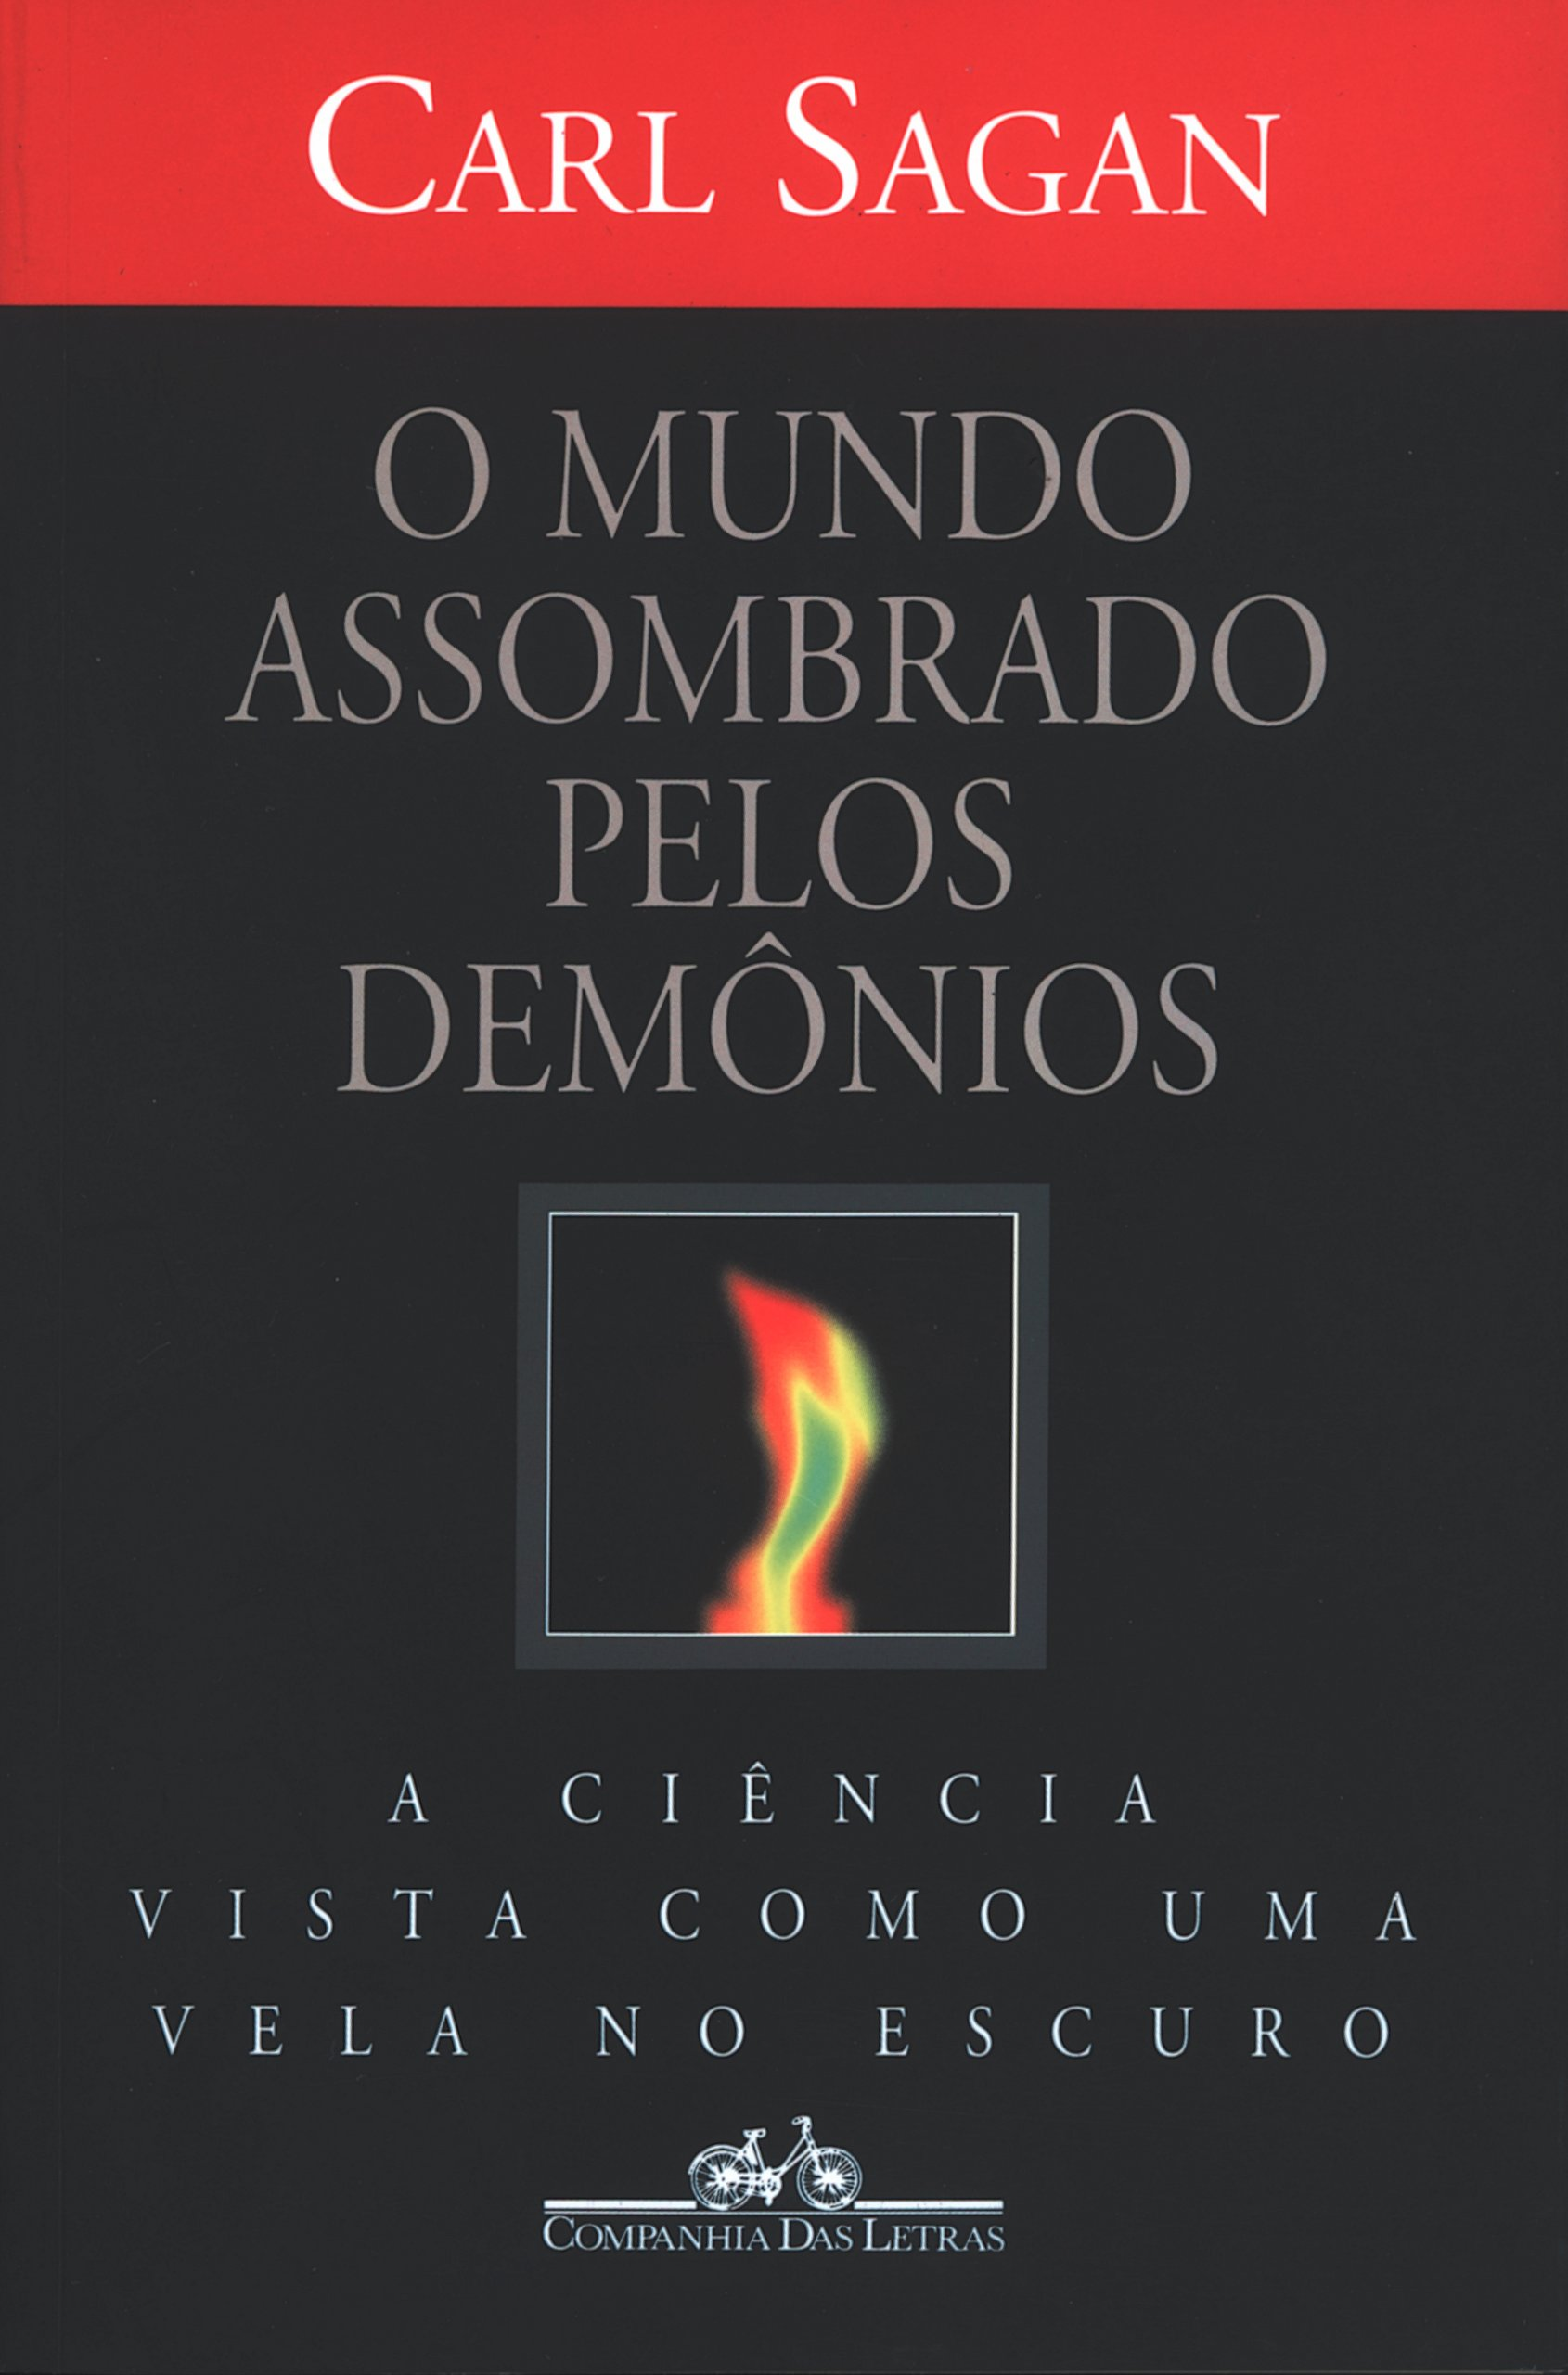 CARL SAGAN
O MUNDO
ASSOMBRADO
PELOS
DEMÔNIOS
A CIÊNCIA
VISTA COMO UMA
VELA NO ESCURO
COMPANHIA DAS LETRAS